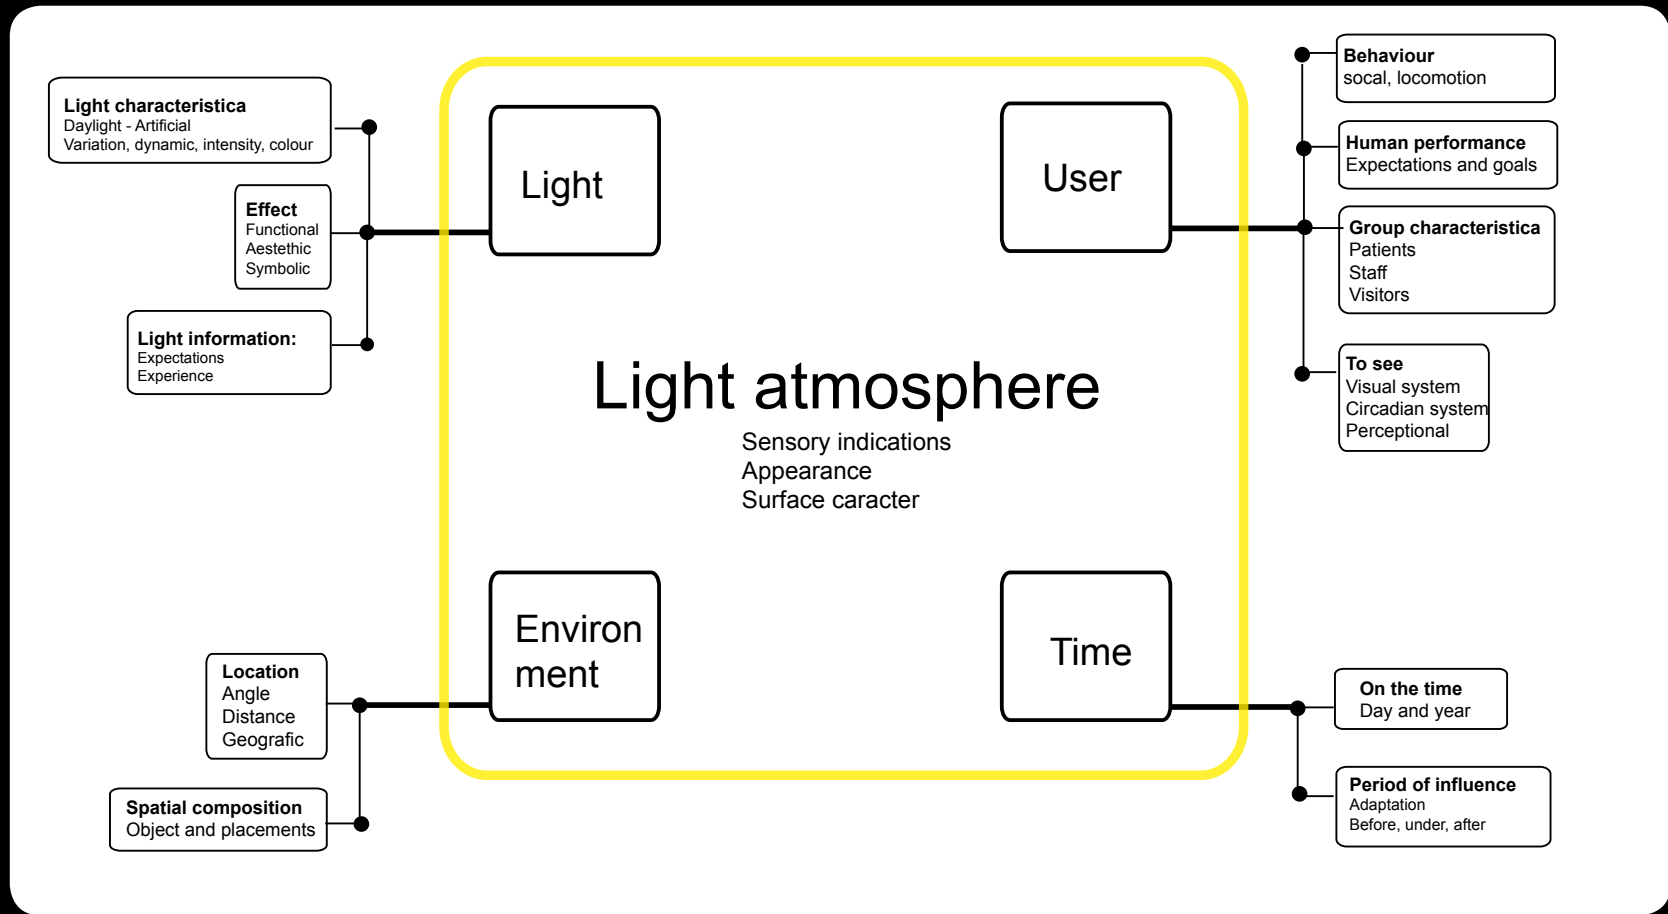 Light characteristica
Daylight - Artificial
Variation, dynamic, intensity, colour
Effect
Functional
Aestethic
Symbolic
Light information:
Expectations
Experience
Light
User
Behaviour
socal, locomotion
Human performance
Expectations and goals
Group characteristica
Patients
Staff
Visitors
To see
Visual system
Circadian system
Perceptional
Light atmosphere
Sensory indications
Appearance
Surface caracter
Environ
ment
Time
Location
Angle
Distance
Geografic
Spatial composition
Object and placements
On the time
Day and year
Period of influence
Adaptation
Before, under, after